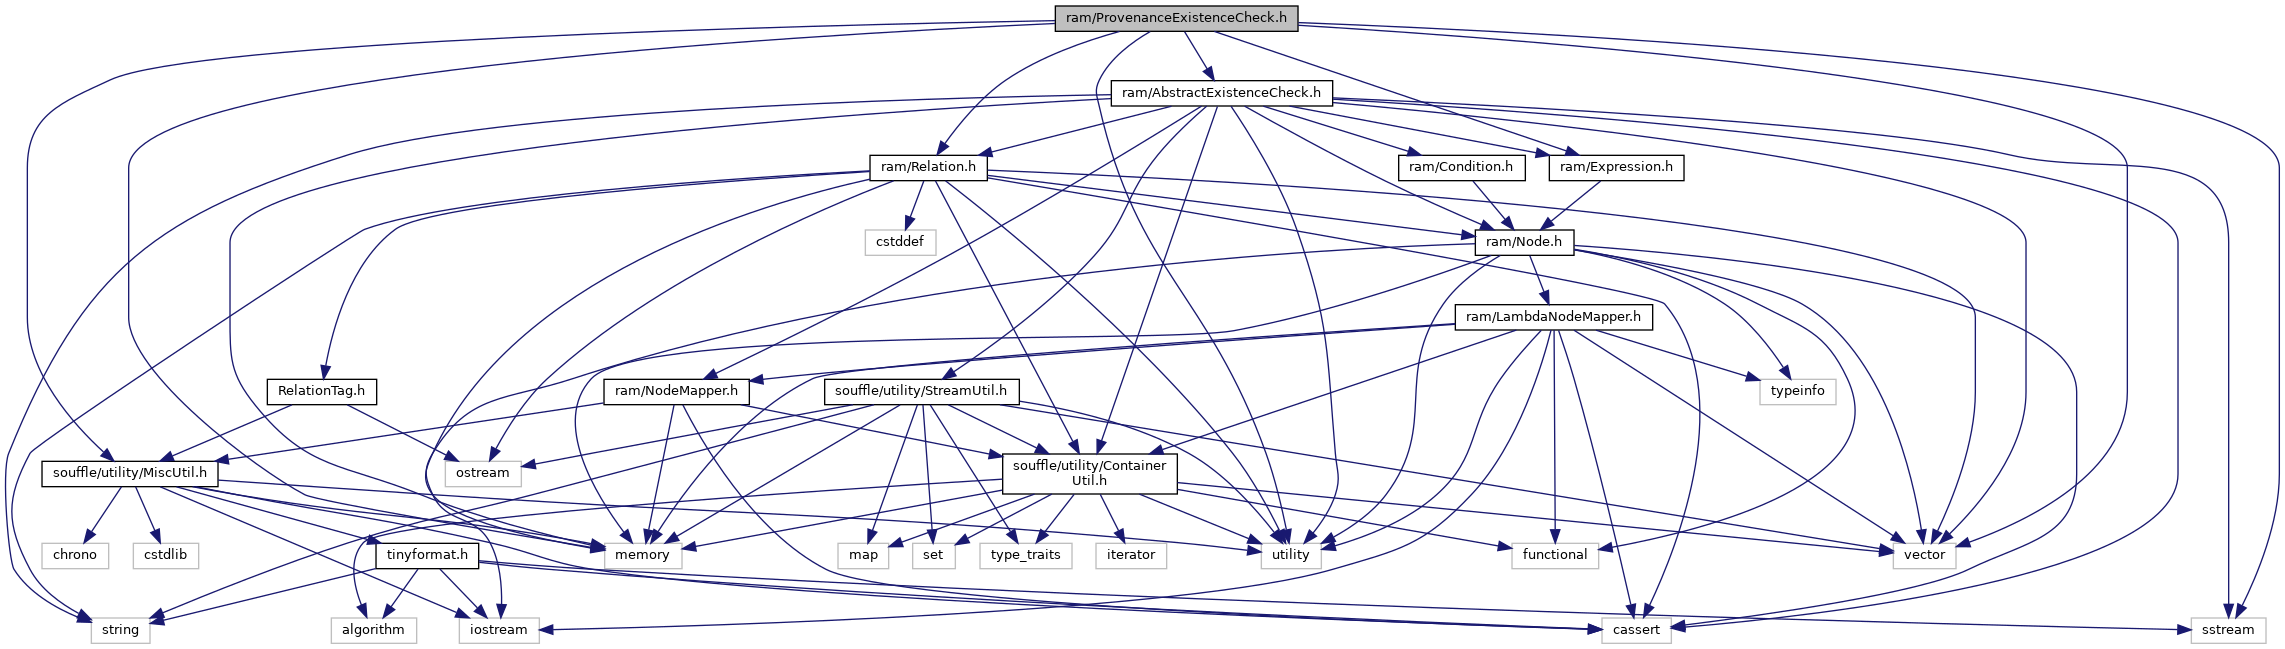 ram/ProvenanceExistenceCheck.h
ram/AbstractExistenceCheck.h
ram/Relation.h
ram/Condition.h
ram/Expression.h
cstddef
ram/Node.h
ram/LambdaNodeMapper.h
RelationTag.h
ram/NodeMapper.h
souffle/utility/StreamUtil.h
typeinfo
souffle/utility/MiscUtil.h
ostream
souffle/utility/Container
Util.h
chrono
cstdlib
tinyformat.h
memory
map
set
type_traits
iterator
utility
functional
vector
string
algorithm
iostream
cassert
sstream